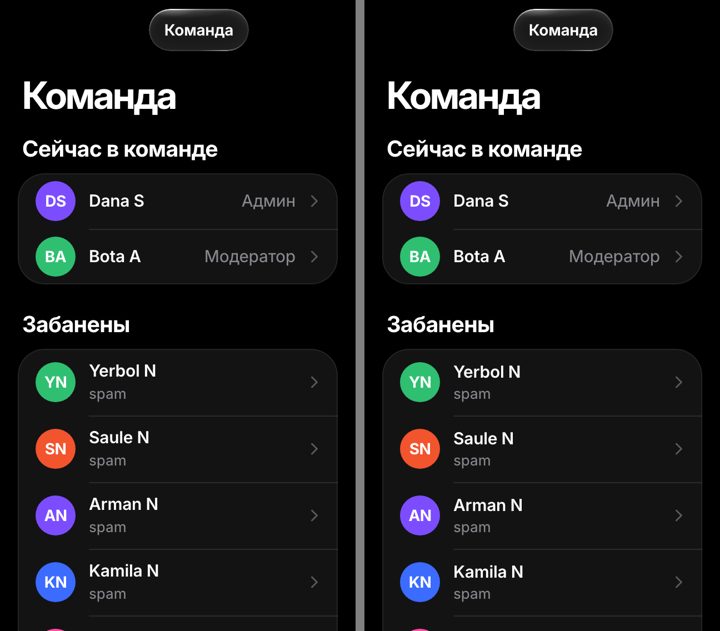 Команда
Команда
Сейчас в команде
DS Dana S Админ
BA Bota A Модератор
Забанены
YN Yerbol N
spam
SN Saule N
spam
AN Arman N
spam
KN Kamila N
spam
Команда
Команда
Сейчас в команде
DS Dana S Админ
BA Bota A Модератор
Забанены
YN Yerbol N
spam
SN Saule N
spam
AN Arman N
spam
KN Kamila N
spam